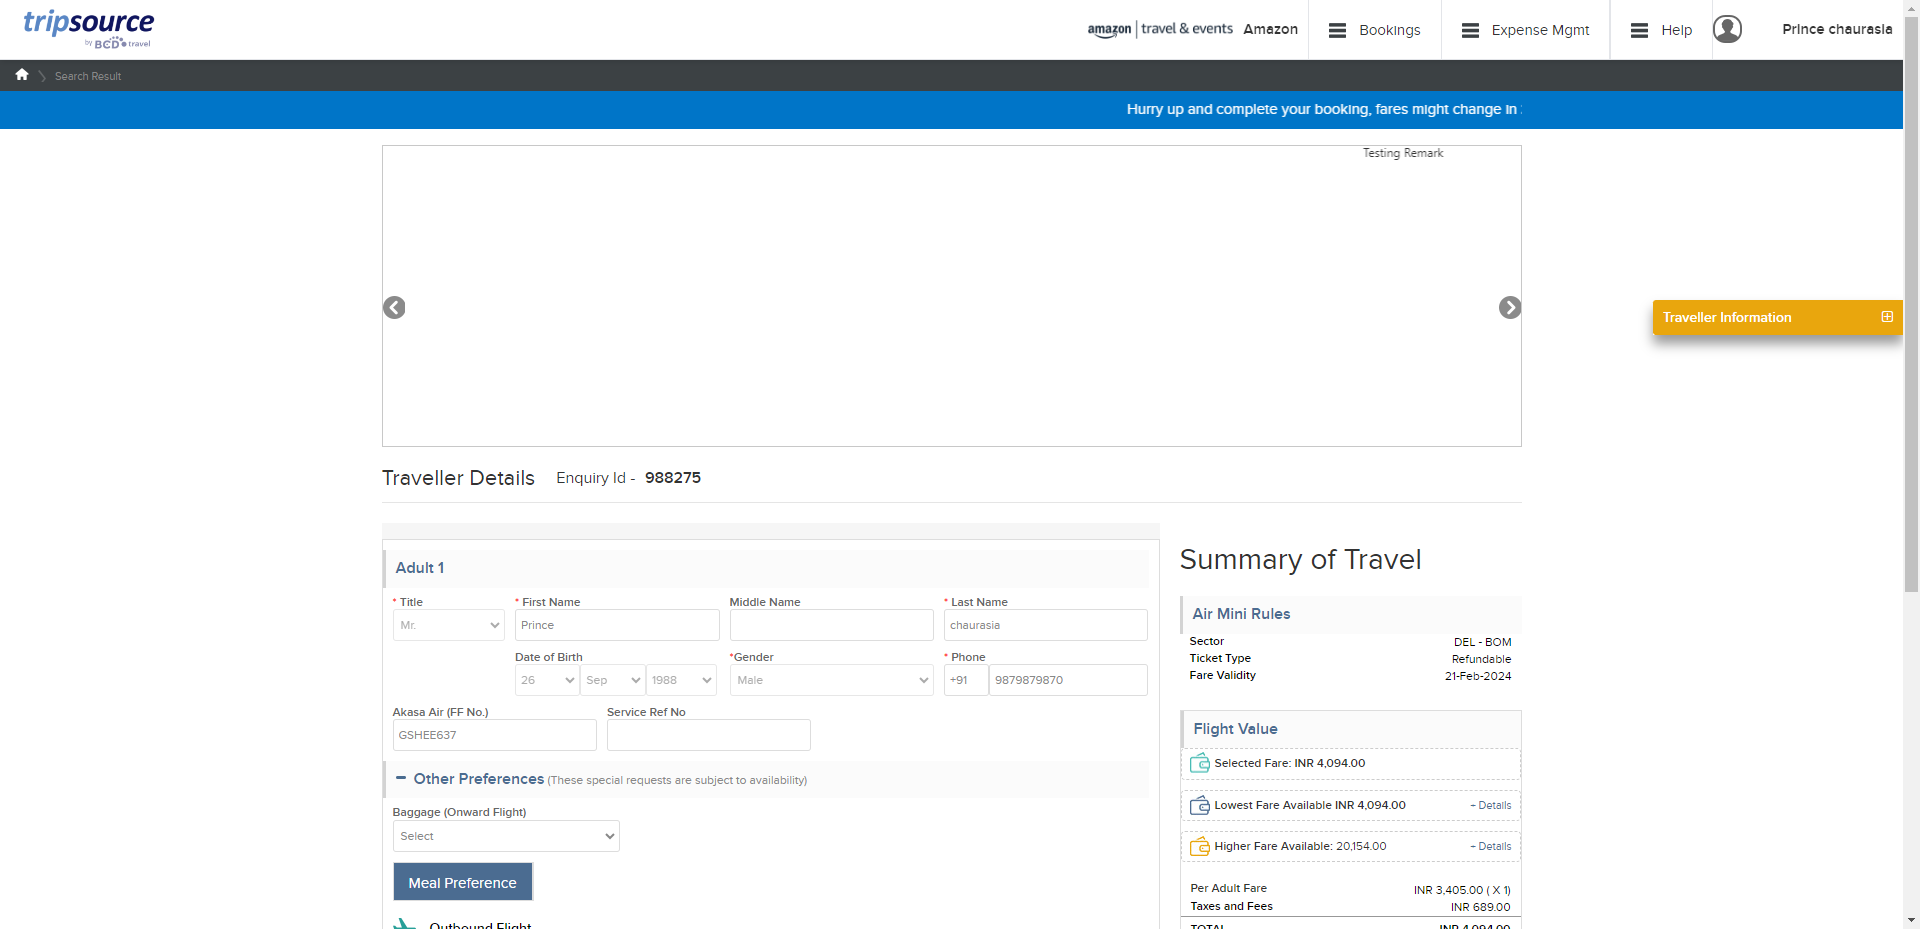 tripsource
by BCD travel
amazon travel & events Amazon
Bookings
Expense Mgmt
Help
Prince chaurasia
Search Result
Hurry up and complete your booking, fares might change in
Testing Remark
Traveller Information
Traveller Details Enquiry Id - 988275
Adult 1
* Title
* First Name
Middle Name
* Last Name
Mr.
Prince
chaurasia
Date of Birth
*Gender
* Phone
26
Sep
1988
Male
+91
9879879870
Akasa Air (FF No.)
Service Ref No
GSHEE637
Other Preferences (These special requests are subject to availability)
Baggage (Onward Flight)
Select
Meal Preference
Outbound Flight
Summary of Travel
Air Mini Rules
Sector DEL - BOM
Ticket Type Refundable
Fare Validity 21-Feb-2024
Flight Value
Selected Fare: INR 4,094.00
Lowest Fare Available INR 4,094.00 + Details
Higher Fare Available: 20,154.00 + Details
Per Adult Fare INR 3,405.00 ( X 1)
Taxes and Fees INR 689.00
TOTAL INR 4,094.00